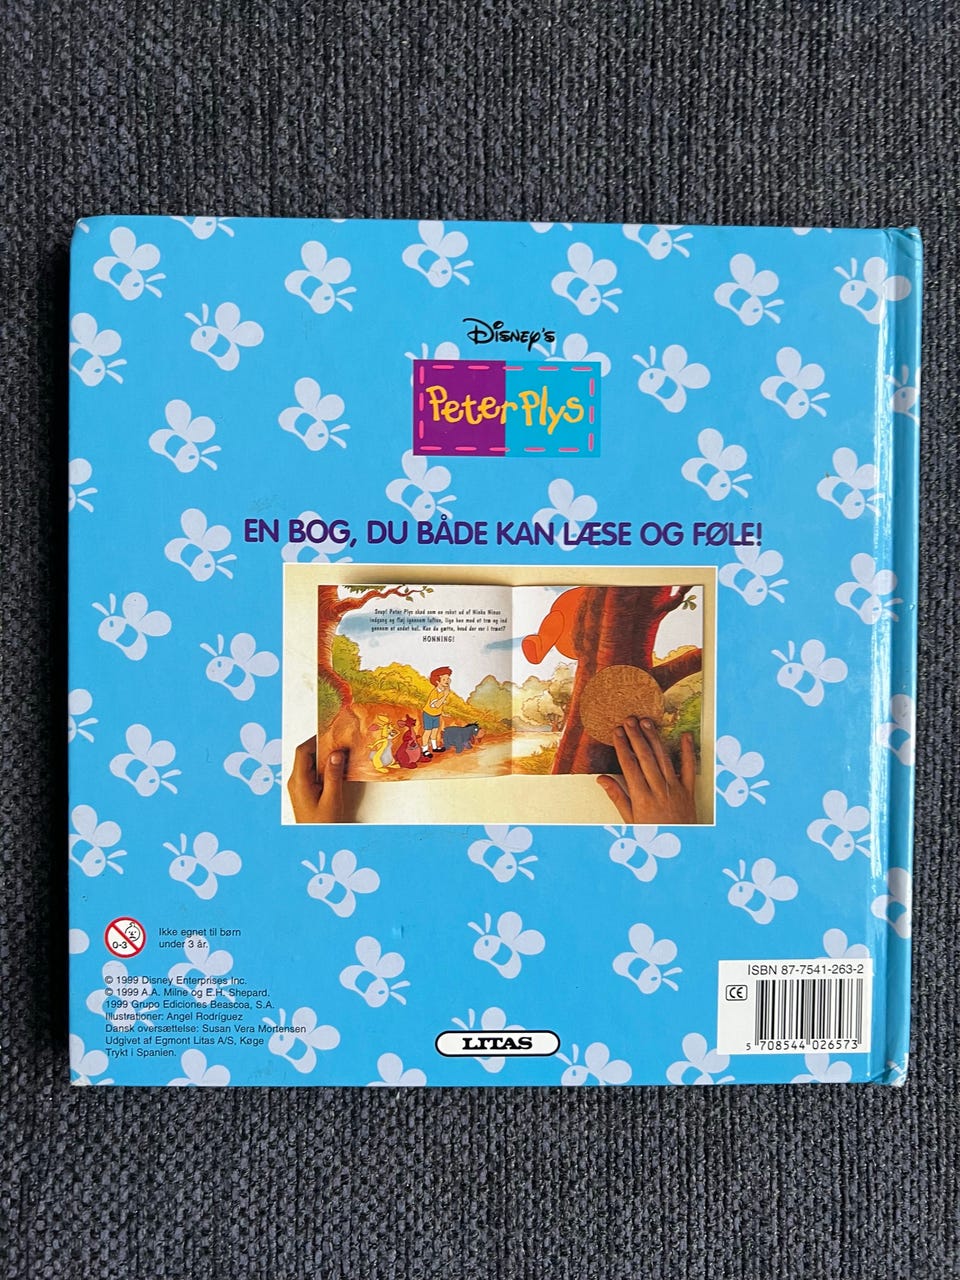 Disney's
Peter Plys
EN BOG, DU BÅDE KAN LÆSE OG FØLE!
Svup! Peter Plys skød som en raket ud af Ninka Ninus
indgang og fløj igennem luften, lige hen mod et træ og ind
gennem et andet hul. Kan du gætte, hvad der var i træet?
HONNING!
0-3
Ikke egnet til børn
under 3 år.
© 1999 Disney Enterprises Inc.
© 1999 A.A. Milne og E.H. Shepard.
1999 Grupo Ediciones Beascoa, S.A.
Illustrationer: Angel Rodríguez
Dansk oversættelse: Susan Vera Mortensen
Udgivet af Egmont Litas A/S, Køge
Trykt i Spanien.
LITAS
ISBN 87-7541-263-2
CE
5 708544 026573